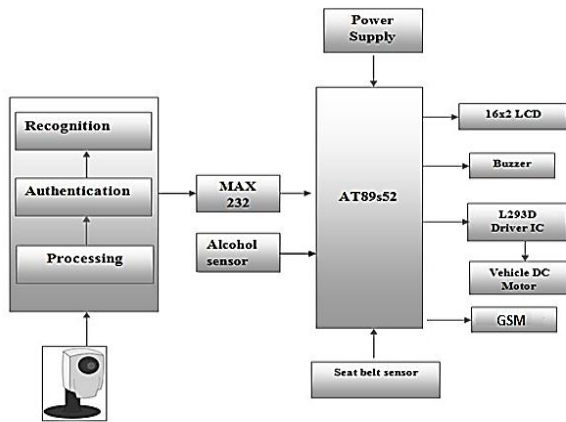 Power
Supply
Recognition
Authentication
Processing
MAX
232
Alcohol
sensor
AT89s52
16x2 LCD
Buzzer
L293D
Driver IC
Vehicle DC
Motor
GSM
Seat belt sensor